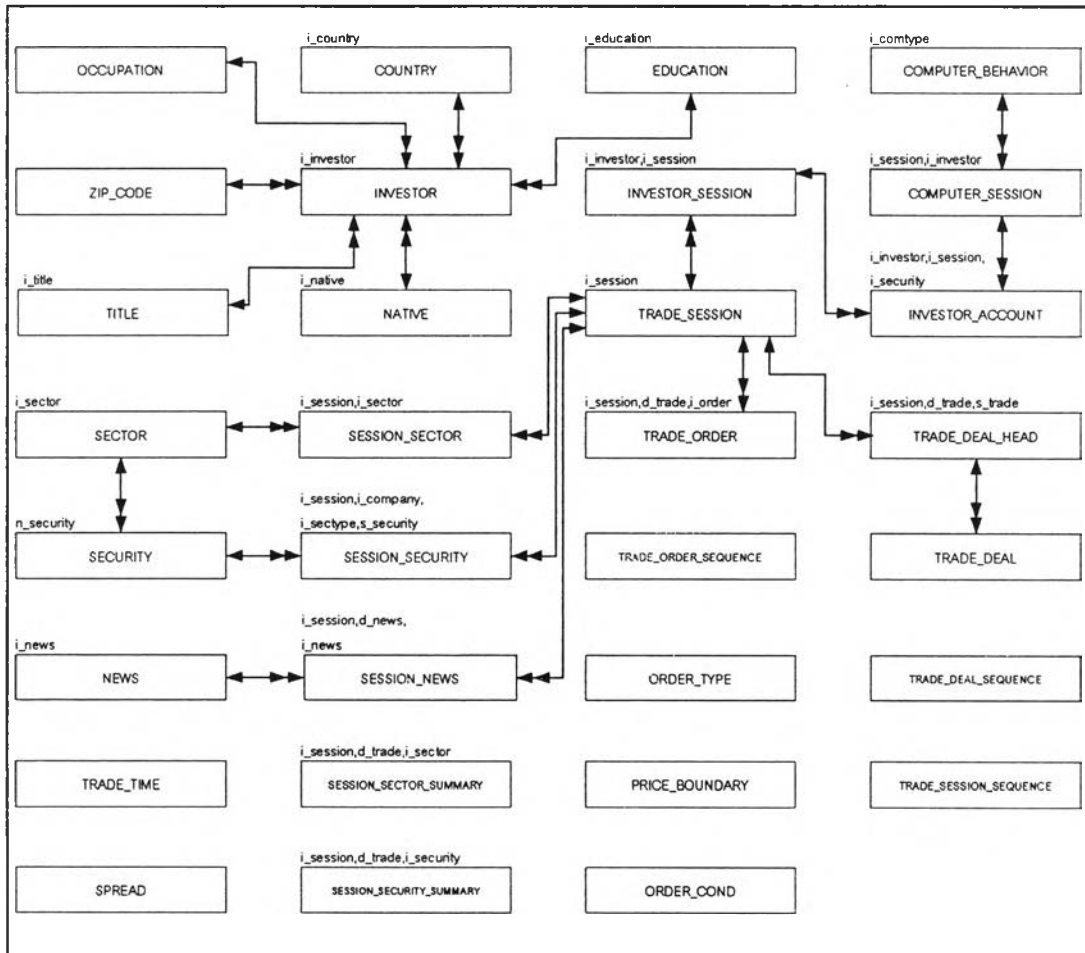 i_country
i_education
i_comtype
OCCUPATION
COUNTRY
EDUCATION
COMPUTER_BEHAVIOR
i_investor
i_investor,i_session
i_session,i_investor
ZIP_CODE
INVESTOR
INVESTOR_SESSION
COMPUTER_SESSION
i_title
i_native
i_session
i_investor,i_session,
i_security
TITLE
NATIVE
TRADE_SESSION
INVESTOR_ACCOUNT
i_sector
i_session,i_sector
i_session,d_trade,i_order
i_session,d_trade,s_trade
SECTOR
SESSION_SECTOR
TRADE_ORDER
TRADE_DEAL_HEAD
n_security
i_session,i_company,
i_sectype,s_security
SECURITY
SESSION_SECURITY
TRADE_ORDER_SEQUENCE
TRADE_DEAL
i_news
i_session,d_news,
i_news
NEWS
SESSION_NEWS
ORDER_TYPE
TRADE_DEAL_SEQUENCE
i_session,d_trade,i_sector
TRADE_TIME
SESSION_SECTOR_SUMMARY
PRICE_BOUNDARY
TRADE_SESSION_SEQUENCE
i_session,d_trade,i_security
SPREAD
SESSION_SECURITY_SUMMARY
ORDER_COND